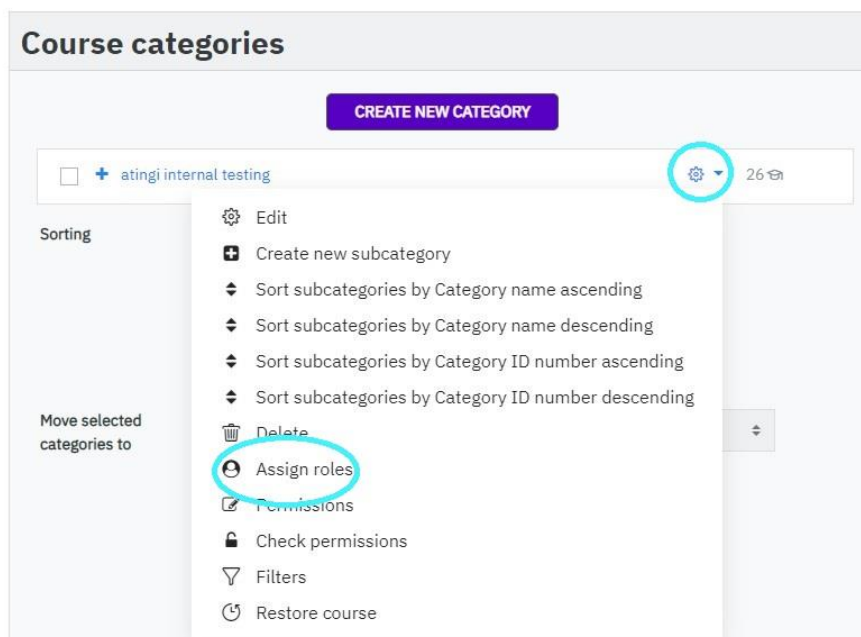 Course categories
CREATE NEW CATEGORY
atingi internal testing 26
Sorting
Edit
Create new subcategory
Sort subcategories by Category name ascending
Sort subcategories by Category name descending
Sort subcategories by Category ID number ascending
Sort subcategories by Category ID number descending
Move selected
categories to
Delete
Assign roles
Permissions
Check permissions
Filters
Restore course